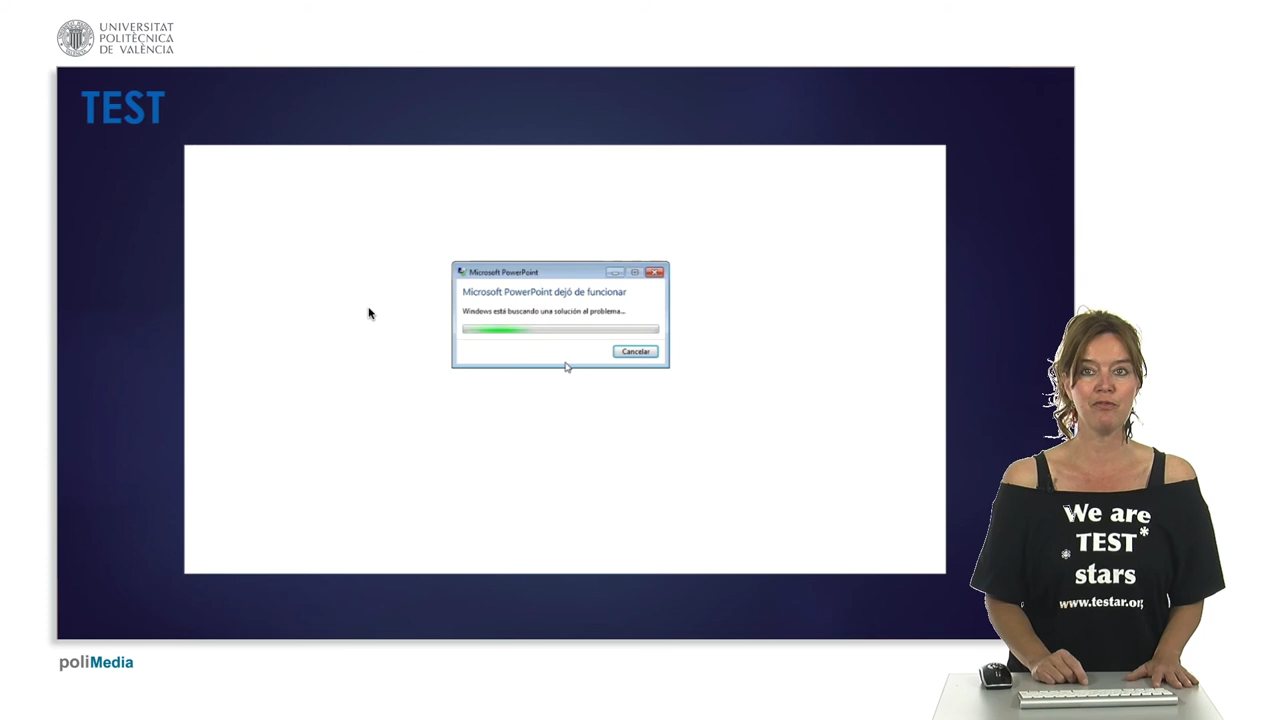 UNIVERSITAT
POLITÈCNICA
DE VALÈNCIA
TEST
Microsoft PowerPoint
Microsoft PowerPoint dejó de funcionar
Windows está buscando una solución al problema...
Cancelar
We are
TEST
stars
www.testar.org
poliMedia